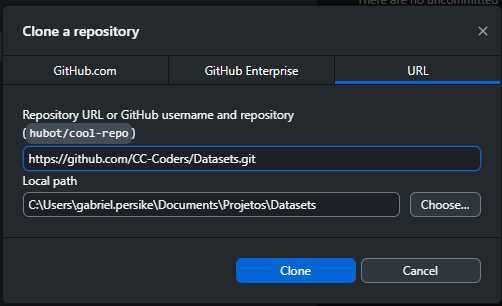 There are no uncommitted
Clone a repository
GitHub.com
GitHub Enterprise
URL
Repository URL or GitHub username and repository
(hubot/cool-repo)
https://github.com/CC-Coders/Datasets.git
Local path
C:\Users\gabriel.persike\Documents\Projetos\Datasets
Choose...
Clone
Cancel